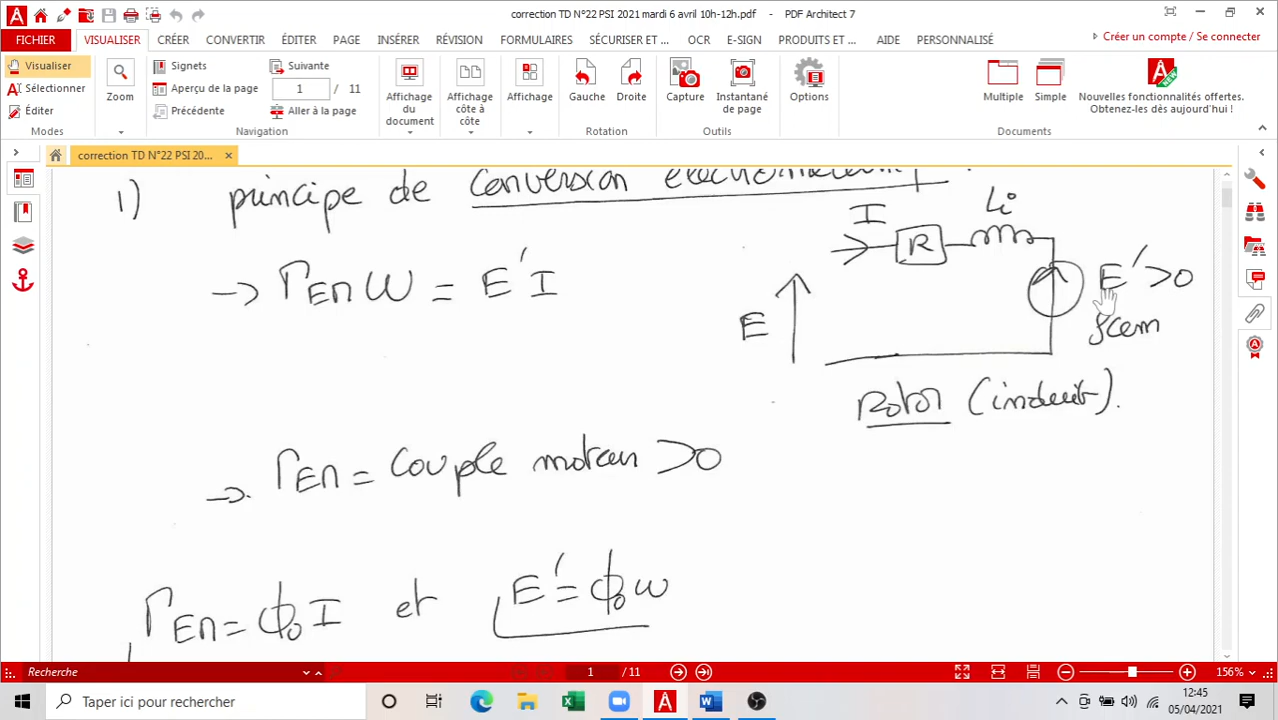 correction TD N°22 PSI 2021 mardi 6 avril 10h-12h.pdf - PDF Architect 7
FICHIER VISUALISER CRÉER CONVERTIR ÉDITER PAGE INSÉRER RÉVISION FORMULAIRES SÉCURISER ET ... OCR E-SIGN PRODUITS ET ... AIDE PERSONNALISÉ Créer un compte / Se connecter
Visualiser
Sélectionner
Éditer
Modes
Zoom
Signets
Aperçu de la page
Précédente
Suivante
1 / 11
Aller à la page
Navigation
Affichage du document
Affichage côte à côte
Affichage
Gauche
Droite
Rotation
Capture
Instantané de page
Outils
Options
Multiple
Simple
Documents
Nouvelles fonctionnalités offertes.
Obtenez-les dès aujourd'hui !
correction TD N°22 PSI 20...
1) principe de conversion
I
R
Li
-> ΓEM ω = E'I
E
E' > 0
fcem
Rotor (induit).
-> ΓEM = couple moteur > 0
ΓEM = ϕ0 I et E' = ϕ0 ω
Recherche
1 / 11
156%
Taper ici pour rechercher
12:45
05/04/2021